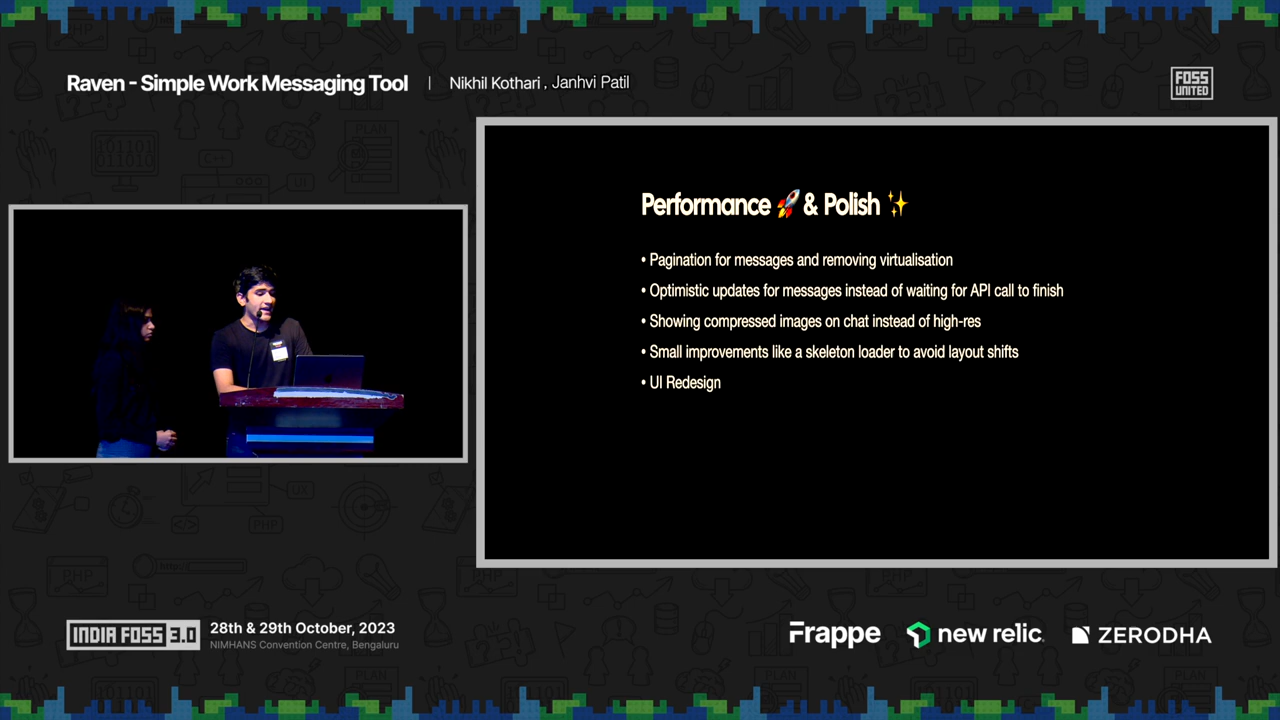 Raven - Simple Work Messaging Tool | Nikhil Kothari , Janhvi Patil
FOSS
UNITED
Performance 🚀 & Polish ✨
• Pagination for messages and removing virtualisation
• Optimistic updates for messages instead of waiting for API call to finish
• Showing compressed images on chat instead of high-res
• Small improvements like a skeleton loader to avoid layout shifts
• UI Redesign
INDIA FOSS 3.0
28th & 29th October, 2023
NIMHANS Convention Centre, Bengaluru
Frappe
new relic
ZERODHA